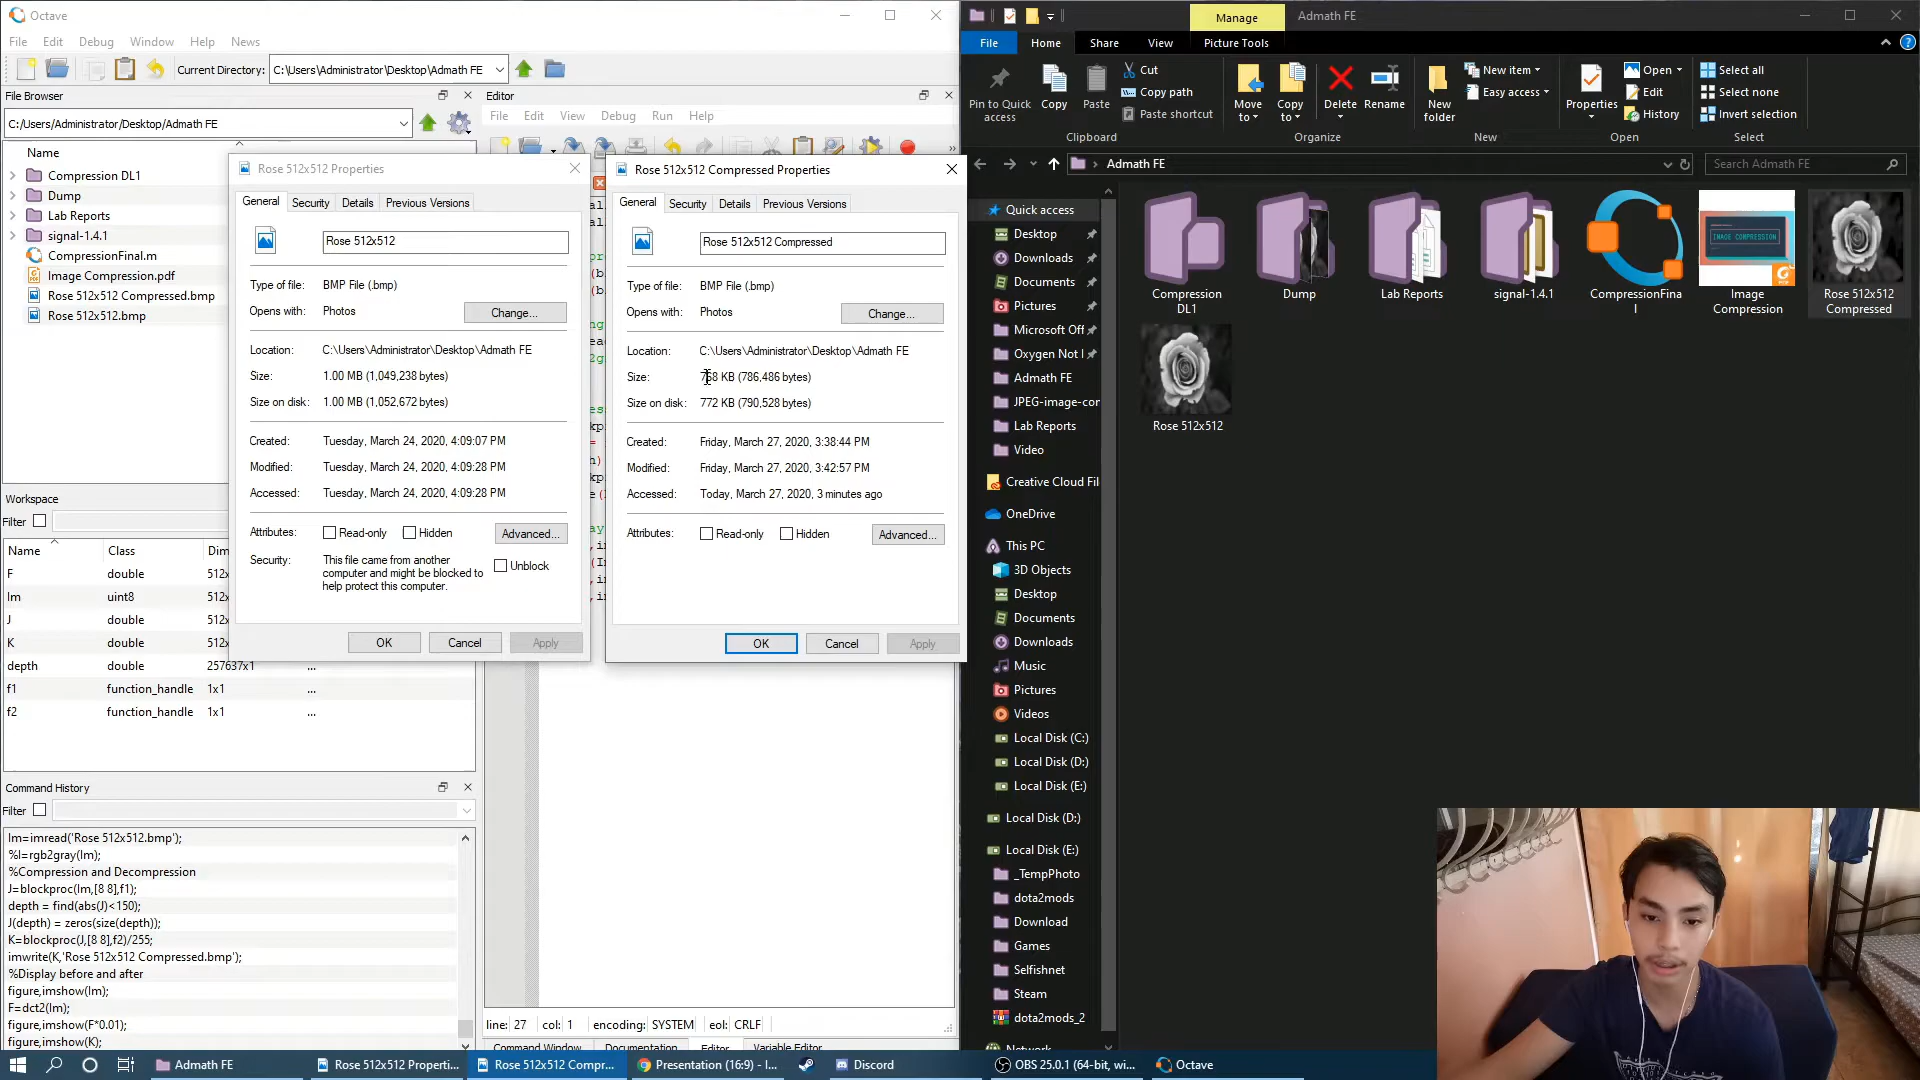 Octave
File Edit Debug Window Help News
Current Directory: C:\Users\Administrator\Desktop\Admath FE
File Browser
C:/Users/Administrator/Desktop/Admath FE
Name
Compression DL1
Dump
Lab Reports
signal-1.4.1
CompressionFinal.m
Image Compression.pdf
Rose 512x512 Compressed.bmp
Rose 512x512.bmp
Workspace
Filter
Name Class
F double
Im uint8
J double
K double
depth double 257637x1 ...
f1 function_handle 1x1 ...
f2 function_handle 1x1 ...
Command History
Filter
Im=imread('Rose 512x512.bmp');
%I=rgb2gray(Im);
%Compression and Decompression
J=blockproc(Im,[8 8],f1);
depth = find(abs(J)<150);
J(depth) = zeros(size(depth));
K=blockproc(J,[8 8],f2)/255;
imwrite(K,'Rose 512x512 Compressed.bmp');
%Display before and after
figure,imshow(Im);
F=dct2(Im);
figure,imshow(F*0.01);
figure,imshow(K);
Editor
File Edit View Debug Run Help
line: 27 col: 1 encoding: SYSTEM eol: CRLF
Command Window Documentation Editor Variable Editor
Rose 512x512 Properties
General Security Details Previous Versions
Rose 512x512
Type of file: BMP File (.bmp)
Opens with: Photos Change...
Location: C:\Users\Administrator\Desktop\Admath FE
Size: 1.00 MB (1,049,238 bytes)
Size on disk: 1.00 MB (1,052,672 bytes)
Created: Tuesday, March 24, 2020, 4:09:07 PM
Modified: Tuesday, March 24, 2020, 4:09:28 PM
Accessed: Tuesday, March 24, 2020, 4:09:28 PM
Attributes: Read-only Hidden Advanced...
Security: This file came from another
computer and might be blocked to
help protect this computer.
Unblock
OK Cancel Apply
Rose 512x512 Compressed Properties
General Security Details Previous Versions
Rose 512x512 Compressed
Type of file: BMP File (.bmp)
Opens with: Photos Change...
Location: C:\Users\Administrator\Desktop\Admath FE
Size: 768 KB (786,486 bytes)
Size on disk: 772 KB (790,528 bytes)
Created: Friday, March 27, 2020, 3:38:44 PM
Modified: Friday, March 27, 2020, 3:42:57 PM
Accessed: Today, March 27, 2020, 3 minutes ago
Attributes: Read-only Hidden Advanced...
OK Cancel Apply
Manage Admath FE
File Home Share View Picture Tools
Pin to Quick
access
Copy
Paste
Cut
Copy path
Paste shortcut
Clipboard
Move
to
Copy
to
Delete
Rename
Organize
New
folder
New item
Easy access
New
Properties
Open
Edit
History
Open
Select all
Select none
Invert selection
Select
Admath FE
Search Admath FE
Quick access
Desktop
Downloads
Documents
Pictures
Microsoft Off
Oxygen Not I
Admath FE
JPEG-image-cor
Lab Reports
Video
Creative Cloud Fil
OneDrive
This PC
3D Objects
Desktop
Documents
Downloads
Music
Pictures
Videos
Local Disk (C:)
Local Disk (D:)
Local Disk (E:)
Local Disk (D:)
Local Disk (E:)
_TempPhoto
dota2mods
Download
Games
Selfishnet
Steam
dota2mods_2
Network
Compression
DL1
Dump
Lab Reports
signal-1.4.1
CompressionFina
l
IMAGE COMPRESSION
Image
Compression
Rose 512x512
Compressed
Rose 512x512
Admath FE
Rose 512x512 Properti...
Rose 512x512 Compr...
Presentation (16:9) - I...
Discord
OBS 25.0.1 (64-bit, wi...
Octave